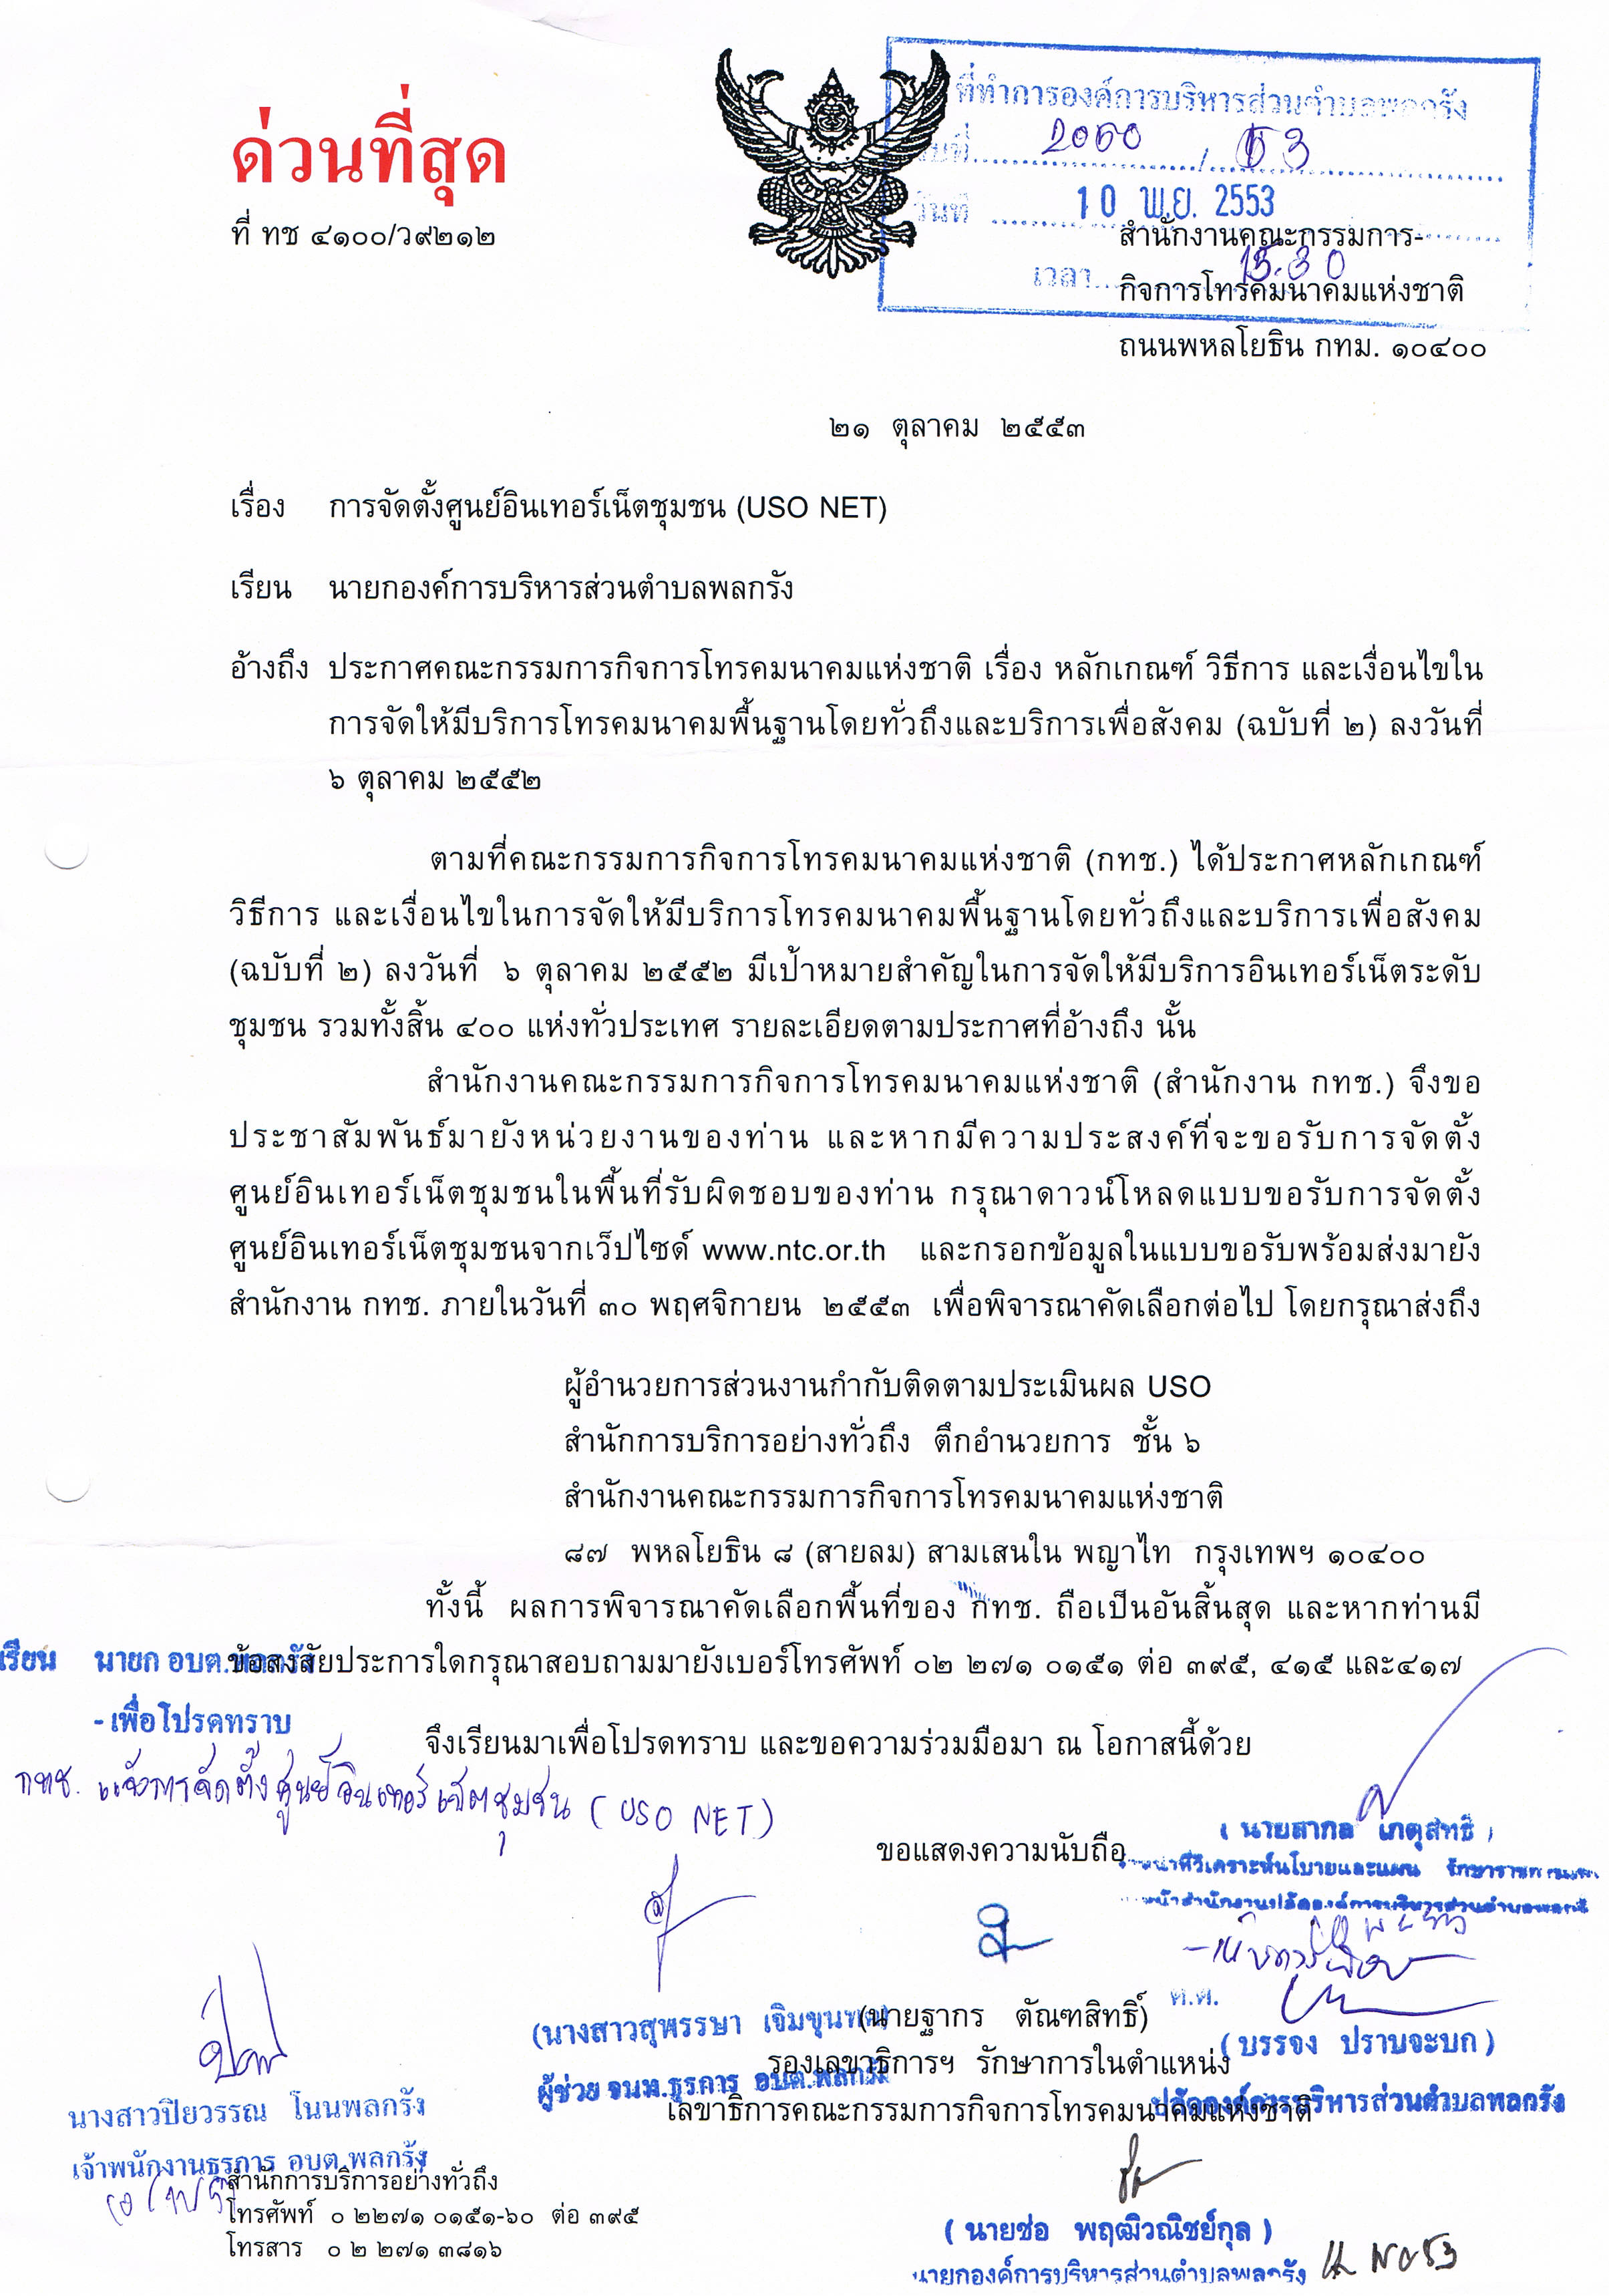 ด่วนที่สุด
ที่ ทช ๔๑๐๐/ว๙๒๑๒
ที่ทำการองค์การบริหารส่วนตำบลพลกรัง
2060 / 53
วันที่ 10 พ.ย. 2553
เวลา 15.30
สำนักงานคณะกรรมการ-
กิจการโทรคมนาคมแห่งชาติ
ถนนพหลโยธิน กทม. ๑๐๔๐๐
๒๑ ตุลาคม ๒๕๕๓
เรื่อง การจัดตั้งศูนย์อินเทอร์เน็ตชุมชน (USO NET)
เรียน นายกองค์การบริหารส่วนตำบลพลกรัง
อ้างถึง ประกาศคณะกรรมการกิจการโทรคมนาคมแห่งชาติ เรื่อง หลักเกณฑ์ วิธีการ และเงื่อนไขใน
การจัดให้มีบริการโทรคมนาคมพื้นฐานโดยทั่วถึงและบริการเพื่อสังคม (ฉบับที่ ๒) ลงวันที่
๖ ตุลาคม ๒๕๕๒
ตามที่คณะกรรมการกิจการโทรคมนาคมแห่งชาติ (กทช.) ได้ประกาศหลักเกณฑ์
วิธีการ และเงื่อนไขในการจัดให้มีบริการโทรคมนาคมพื้นฐานโดยทั่วถึงและบริการเพื่อสังคม
(ฉบับที่ ๒) ลงวันที่ ๖ ตุลาคม ๒๕๕๒ มีเป้าหมายสำคัญในการจัดให้มีบริการอินเทอร์เน็ตระดับ
ชุมชน รวมทั้งสิ้น ๔๐๐ แห่งทั่วประเทศ รายละเอียดตามประกาศที่อ้างถึง นั้น
สำนักงานคณะกรรมการกิจการโทรคมนาคมแห่งชาติ (สำนักงาน กทช.) จึงขอ
ประชาสัมพันธ์มายังหน่วยงานของท่าน และหากมีความประสงค์ที่จะขอรับการจัดตั้ง
ศูนย์อินเทอร์เน็ตชุมชนในพื้นที่รับผิดชอบของท่าน กรุณาดาวน์โหลดแบบขอรับการจัดตั้ง
ศูนย์อินเทอร์เน็ตชุมชนจากเว็ปไซด์ www.ntc.or.th และกรอกข้อมูลในแบบขอรับพร้อมส่งมายัง
สำนักงาน กทช. ภายในวันที่ ๓๐ พฤศจิกายน ๒๕๕๓ เพื่อพิจารณาคัดเลือกต่อไป โดยกรุณาส่งถึง
ผู้อำนวยการส่วนงานกำกับติดตามประเมินผล USO
สำนักการบริการอย่างทั่วถึง ตึกอำนวยการ ชั้น ๖
สำนักงานคณะกรรมการกิจการโทรคมนาคมแห่งชาติ
๘๗ พหลโยธิน ๘ (สายลม) สามเสนใน พญาไท กรุงเทพฯ ๑๐๔๐๐
ทั้งนี้ ผลการพิจารณาคัดเลือกพื้นที่ของ กทช. ถือเป็นอันสิ้นสุด และหากท่านมี
ข้อสงสัยประการใดกรุณาสอบถามมายังเบอร์โทรศัพท์ ๐๒ ๒๗๑ ๐๑๕๑ ต่อ ๓๙๕, ๔๑๕ และ๔๑๗
เรียน นายก อบต.พลกรัง
- เพื่อโปรดทราบ
จึงเรียนมาเพื่อโปรดทราบ และขอความร่วมมือมา ณ โอกาสนี้ด้วย
กทช. แจ้งการจัดตั้งศูนย์อินเทอร์เน็ตชุมชน (USO NET)
ขอแสดงความนับถือ
( นายสากล เกตุสิทธิ์ )
เจ้าหน้าที่วิเคราะห์นโยบายและแผน รักษาราชการแทน
หัวหน้าสำนักงานปลัดองค์การบริหารส่วนตำบลพลกรัง
(นายฐากร ตัณฑสิทธิ์)
รองเลขาธิการฯ รักษาการในตำแหน่ง
เลขาธิการคณะกรรมการกิจการโทรคมนาคมแห่งชาติ
(นางสาวสุพรรษา เจิมขุนทด)
ผู้ช่วย จนท.ธุรการ อบต.พลกรัง
( บรรจง ปราบจะบก )
ปลัดองค์การบริหารส่วนตำบลพลกรัง
นางสาวปิยวรรณ โนนพลกรัง
เจ้าพนักงานธุรการ อบต.พลกรัง
สำนักการบริการอย่างทั่วถึง
โทรศัพท์ ๐ ๒๒๗๑ ๐๑๕๑-๖๐ ต่อ ๓๙๕
โทรสาร ๐ ๒ ๒๗๑ ๓๘๑๖
( นายช่อ พฤฒิวณิชย์กุล )
นายกองค์การบริหารส่วนตำบลพลกรัง